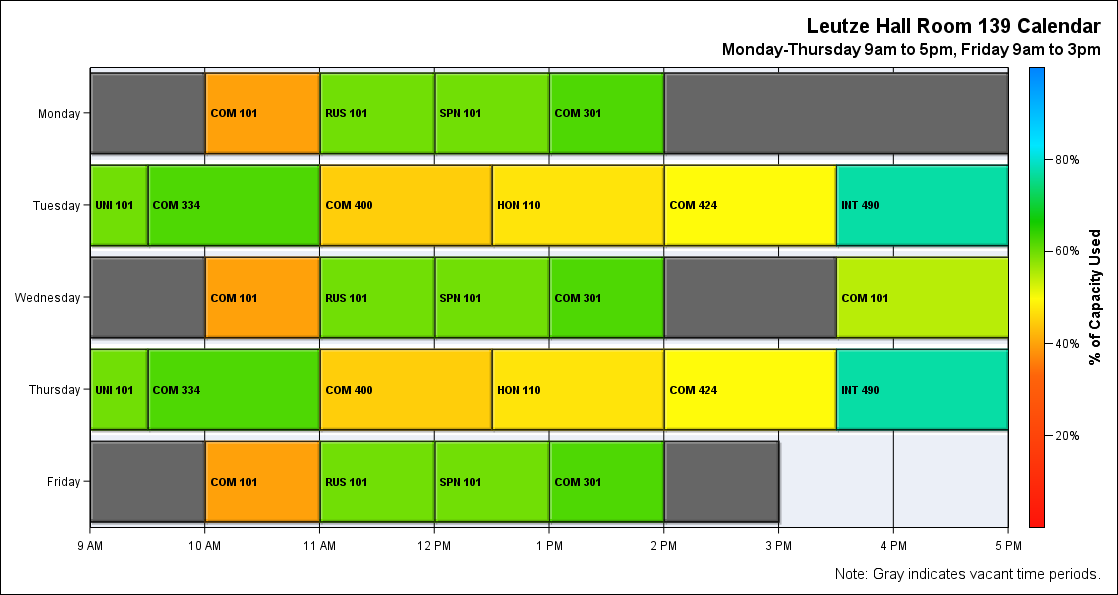 Leutze Hall Room 139 Calendar
Monday-Thursday 9am to 5pm, Friday 9am to 3pm
Monday
COM 101 RUS 101 SPN 101 COM 301
Tuesday
UNI 101 COM 334 COM 400 HON 110 COM 424 INT 490
Wednesday
COM 101 RUS 101 SPN 101 COM 301 COM 101
Thursday
UNI 101 COM 334 COM 400 HON 110 COM 424 INT 490
Friday
COM 101 RUS 101 SPN 101 COM 301
9 AM 10 AM 11 AM 12 PM 1 PM 2 PM 3 PM 4 PM 5 PM
80%
60%
40%
20%
% of Capacity Used
Note: Gray indicates vacant time periods.